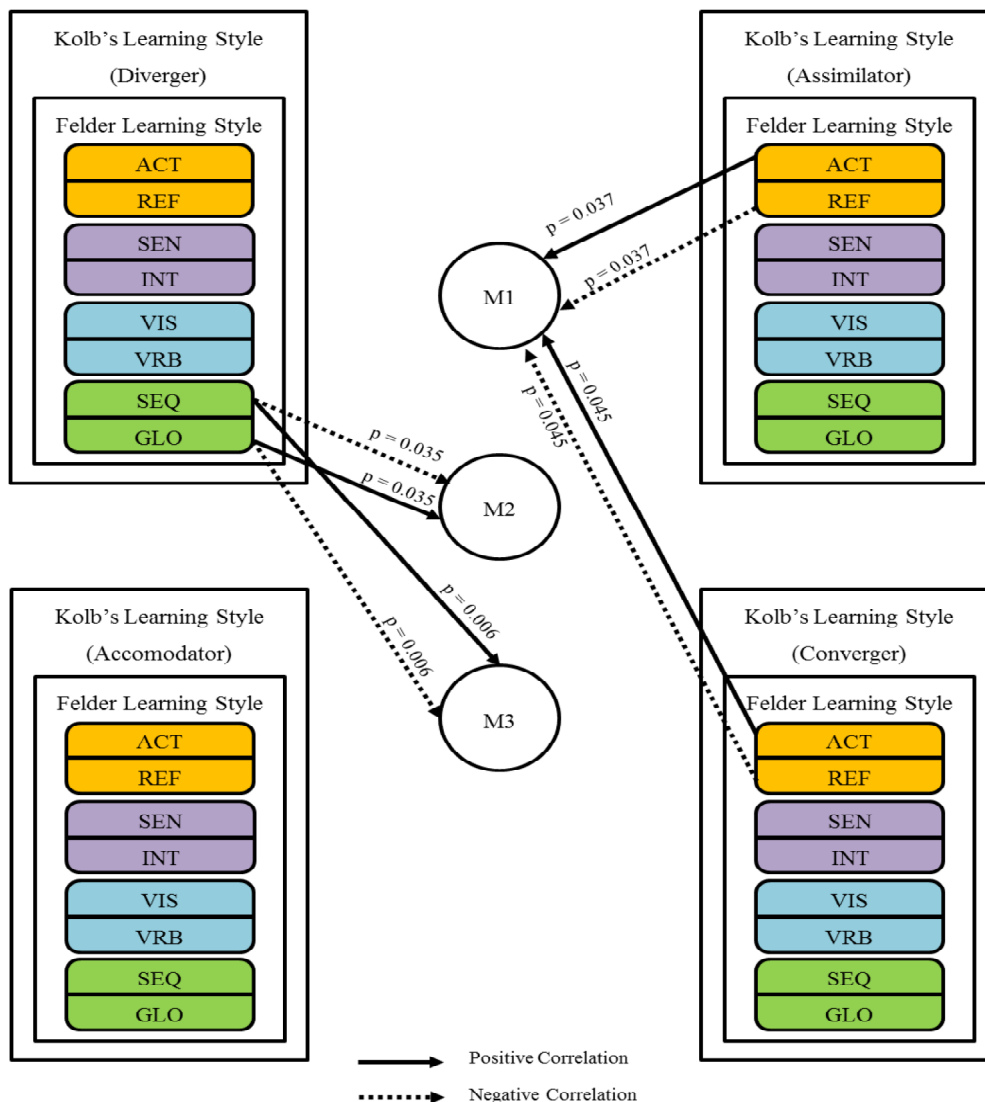 Kolb's Learning Style
(Diverger)
Felder Learning Style
ACT
REF
SEN
INT
VIS
VRB
SEQ
GLO
Kolb's Learning Style
(Assimilator)
Felder Learning Style
ACT
REF
SEN
INT
VIS
VRB
SEQ
GLO
p = 0.037
p = 0.037
M1
p = 0.045
p = 0.045
p = 0.035
p = 0.035
M2
p = 0.006
p = 0.006
M3
Kolb's Learning Style
(Accomodator)
Felder Learning Style
ACT
REF
SEN
INT
VIS
VRB
SEQ
GLO
Kolb's Learning Style
(Converger)
Felder Learning Style
ACT
REF
SEN
INT
VIS
VRB
SEQ
GLO
Positive Correlation
Negative Correlation